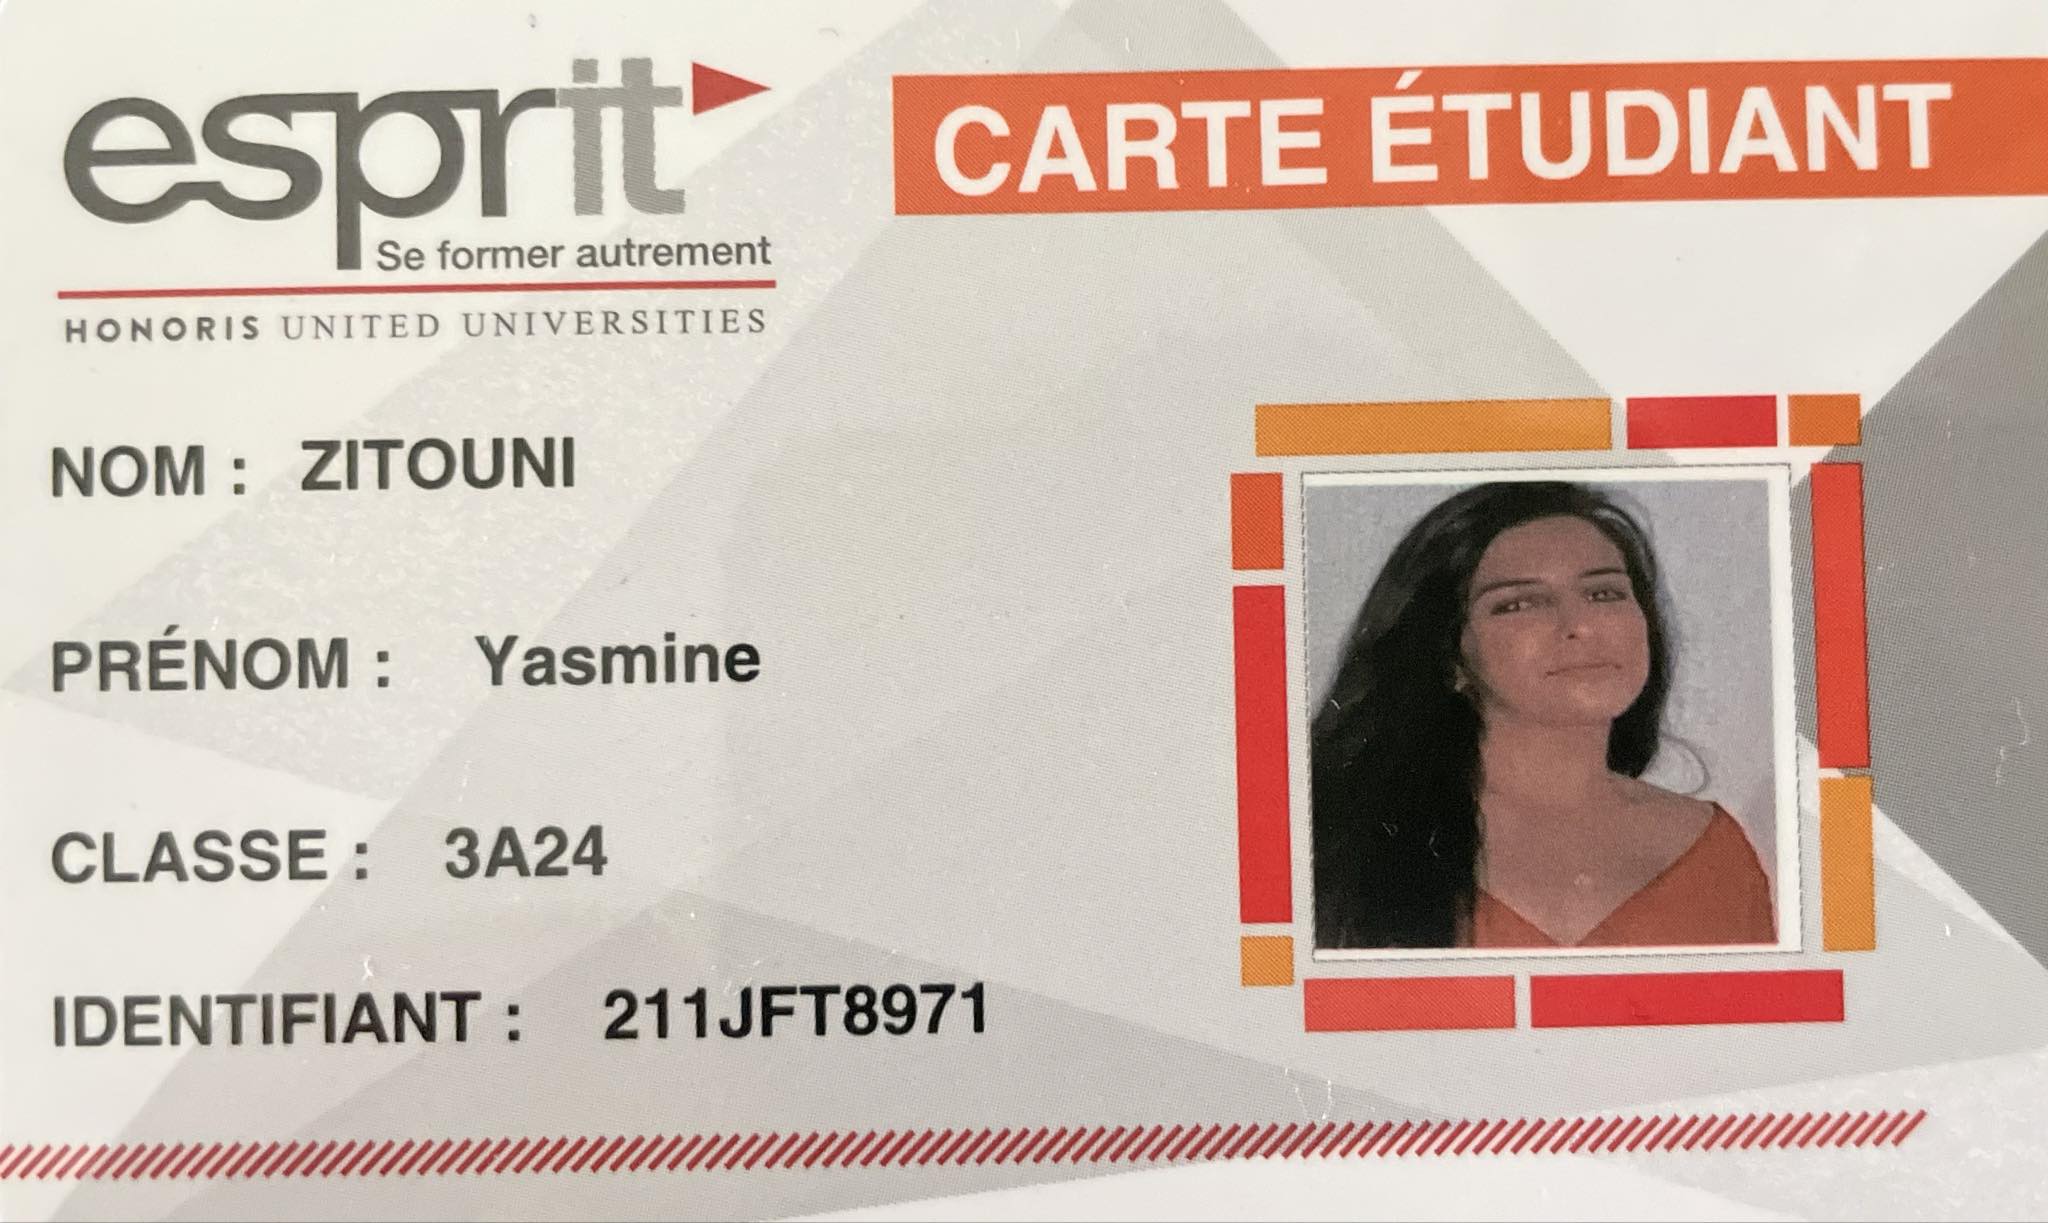 esprit
Se former autrement
HONORIS UNITED UNIVERSITIES
CARTE ÉTUDIANT
NOM : ZITOUNI
PRÉNOM : Yasmine
CLASSE : 3A24
IDENTIFIANT : 211JFT8971